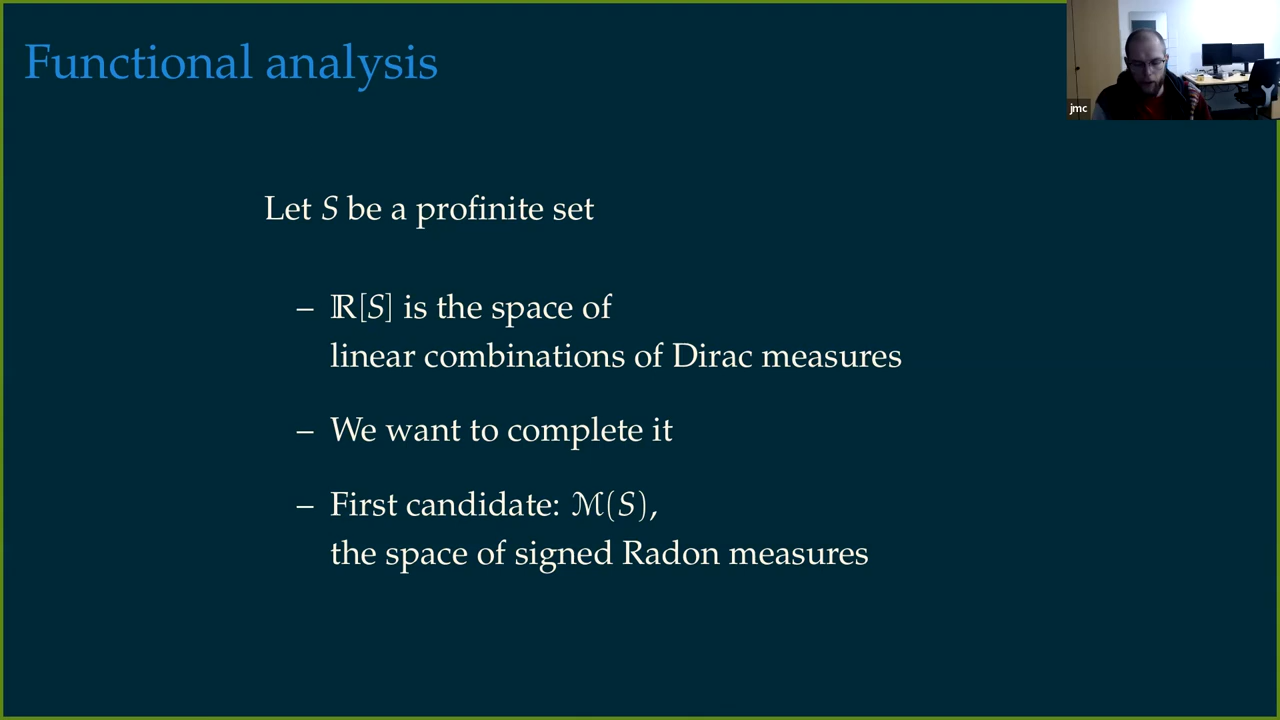 Functional analysis
jmc
Let S be a profinite set
– ℝ[S] is the space of
linear combinations of Dirac measures
– We want to complete it
– First candidate: ℳ(S),
the space of signed Radon measures